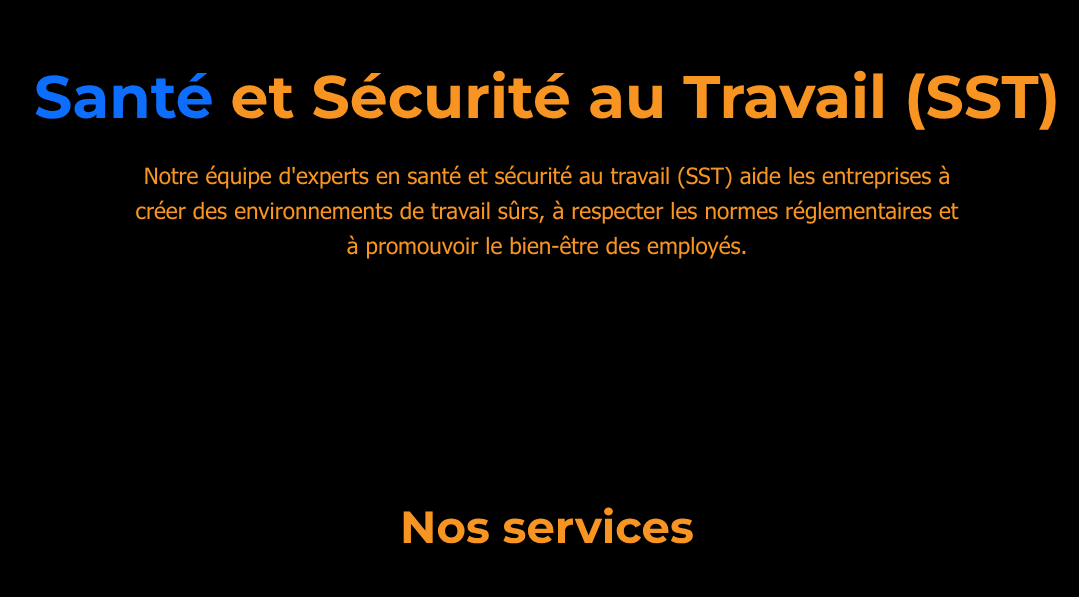 Santé et Sécurité au Travail (SST)
Notre équipe d'experts en santé et sécurité au travail (SST) aide les entreprises à
créer des environnements de travail sûrs, à respecter les normes réglementaires et
à promouvoir le bien-être des employés.
Nos services